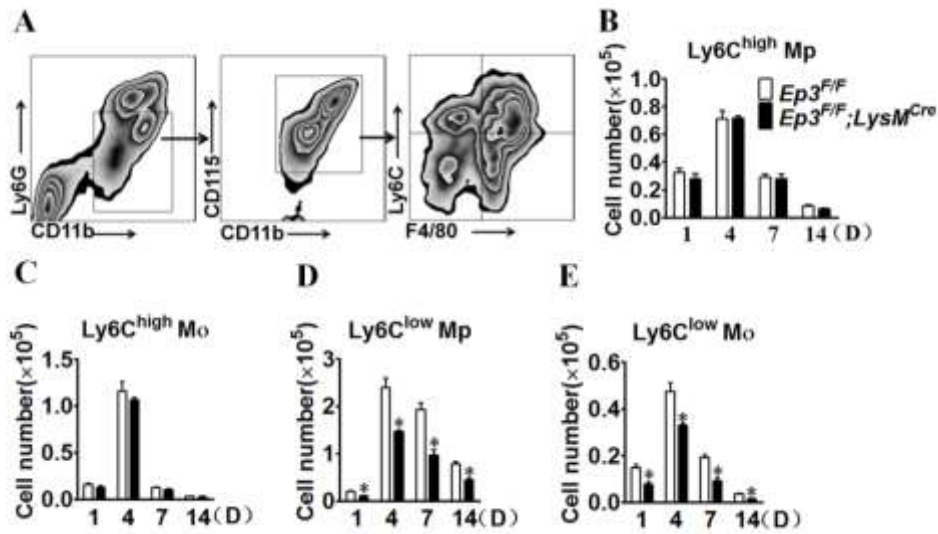 A
Ly6G
CD11b
CD115
CD11b
Ly6C
F4/80
B
Ly6C^high Mp
Ep3^F/F
Ep3^F/F;LysM^Cre
Cell number(×10^5)
1.0
0.8
0.6
0.4
0.2
0.0
1 4 7 14 (D)
C
Ly6C^high Mo
Cell number(×10^5)
1.5
1.0
0.5
0.0
1 4 7 14 (D)
D
Ly6C^low Mp
Cell number(×10^5)
3
2
1
0
* * * *
1 4 7 14 (D)
E
Ly6C^low Mo
Cell number(×10^5)
0.6
0.4
0.2
0.0
* * * *
1 4 7 14 (D)